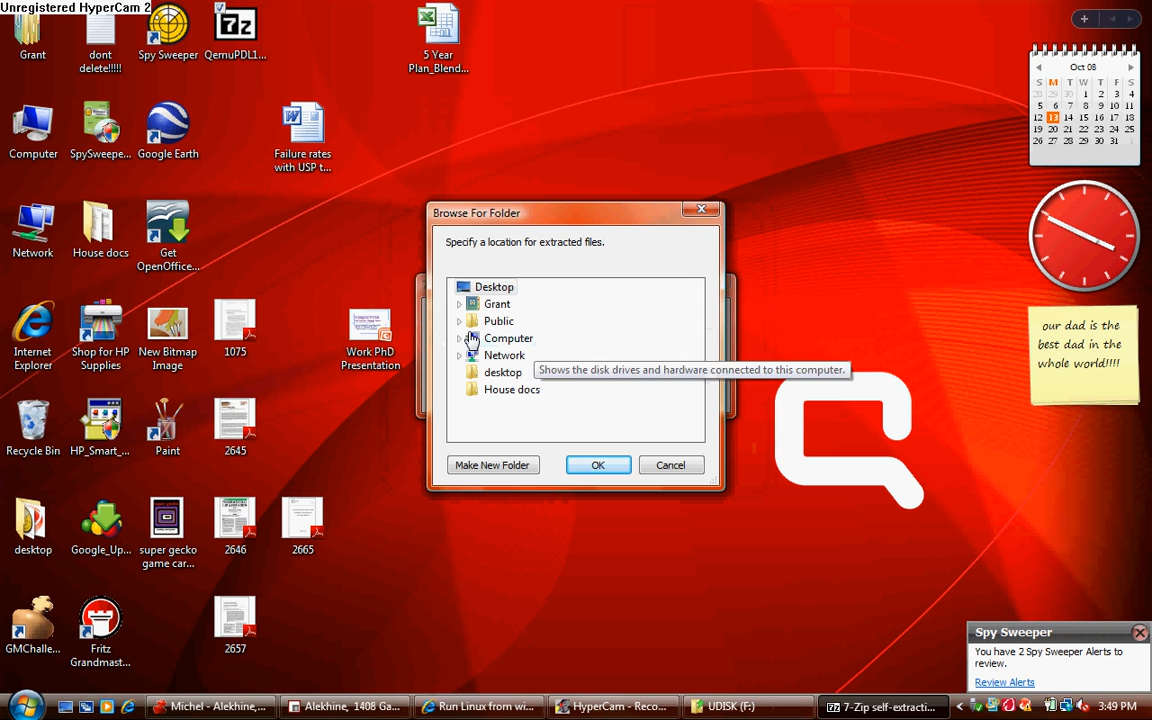 Unregistered HyperCam 2
Grant
dont
delete!!!!!
Spy Sweeper
QemuPDL1...
5 Year
Plan_Blend...
Oct 08
S M T W T F S
28 29 30 1 2 3 4
5 6 7 8 9 10 11
12 13 14 15 16 17 18
19 20 21 22 23 24 25
26 27 28 29 30 31 1
Computer
SpySweepe...
Google Earth
Failure rates
with USP t...
Network
House docs
Get
OpenOffice...
Browse For Folder
Specify a location for extracted files.
Desktop
Grant
Public
Computer
Network
desktop
House docs
Shows the disk drives and hardware connected to this computer.
Make New Folder
OK
Cancel
our dad is the
best dad in the
whole world!!!!
Internet
Explorer
Shop for HP
Supplies
New Bitmap
Image
1075
Work PhD
Presentation
Recycle Bin
HP_Smart_...
Paint
2645
desktop
Google_Up...
super gecko
game car...
2646
2665
GMChalle...
Fritz
Grandmast...
2657
Spy Sweeper
You have 2 Spy Sweeper Alerts to
review.
Review Alerts
Michel - Alekhine,...
Alekhine, 1408 Ga...
Run Linux from wi...
HyperCam - Reco...
UDISK (F:)
7-Zip self-extracti...
3:49 PM